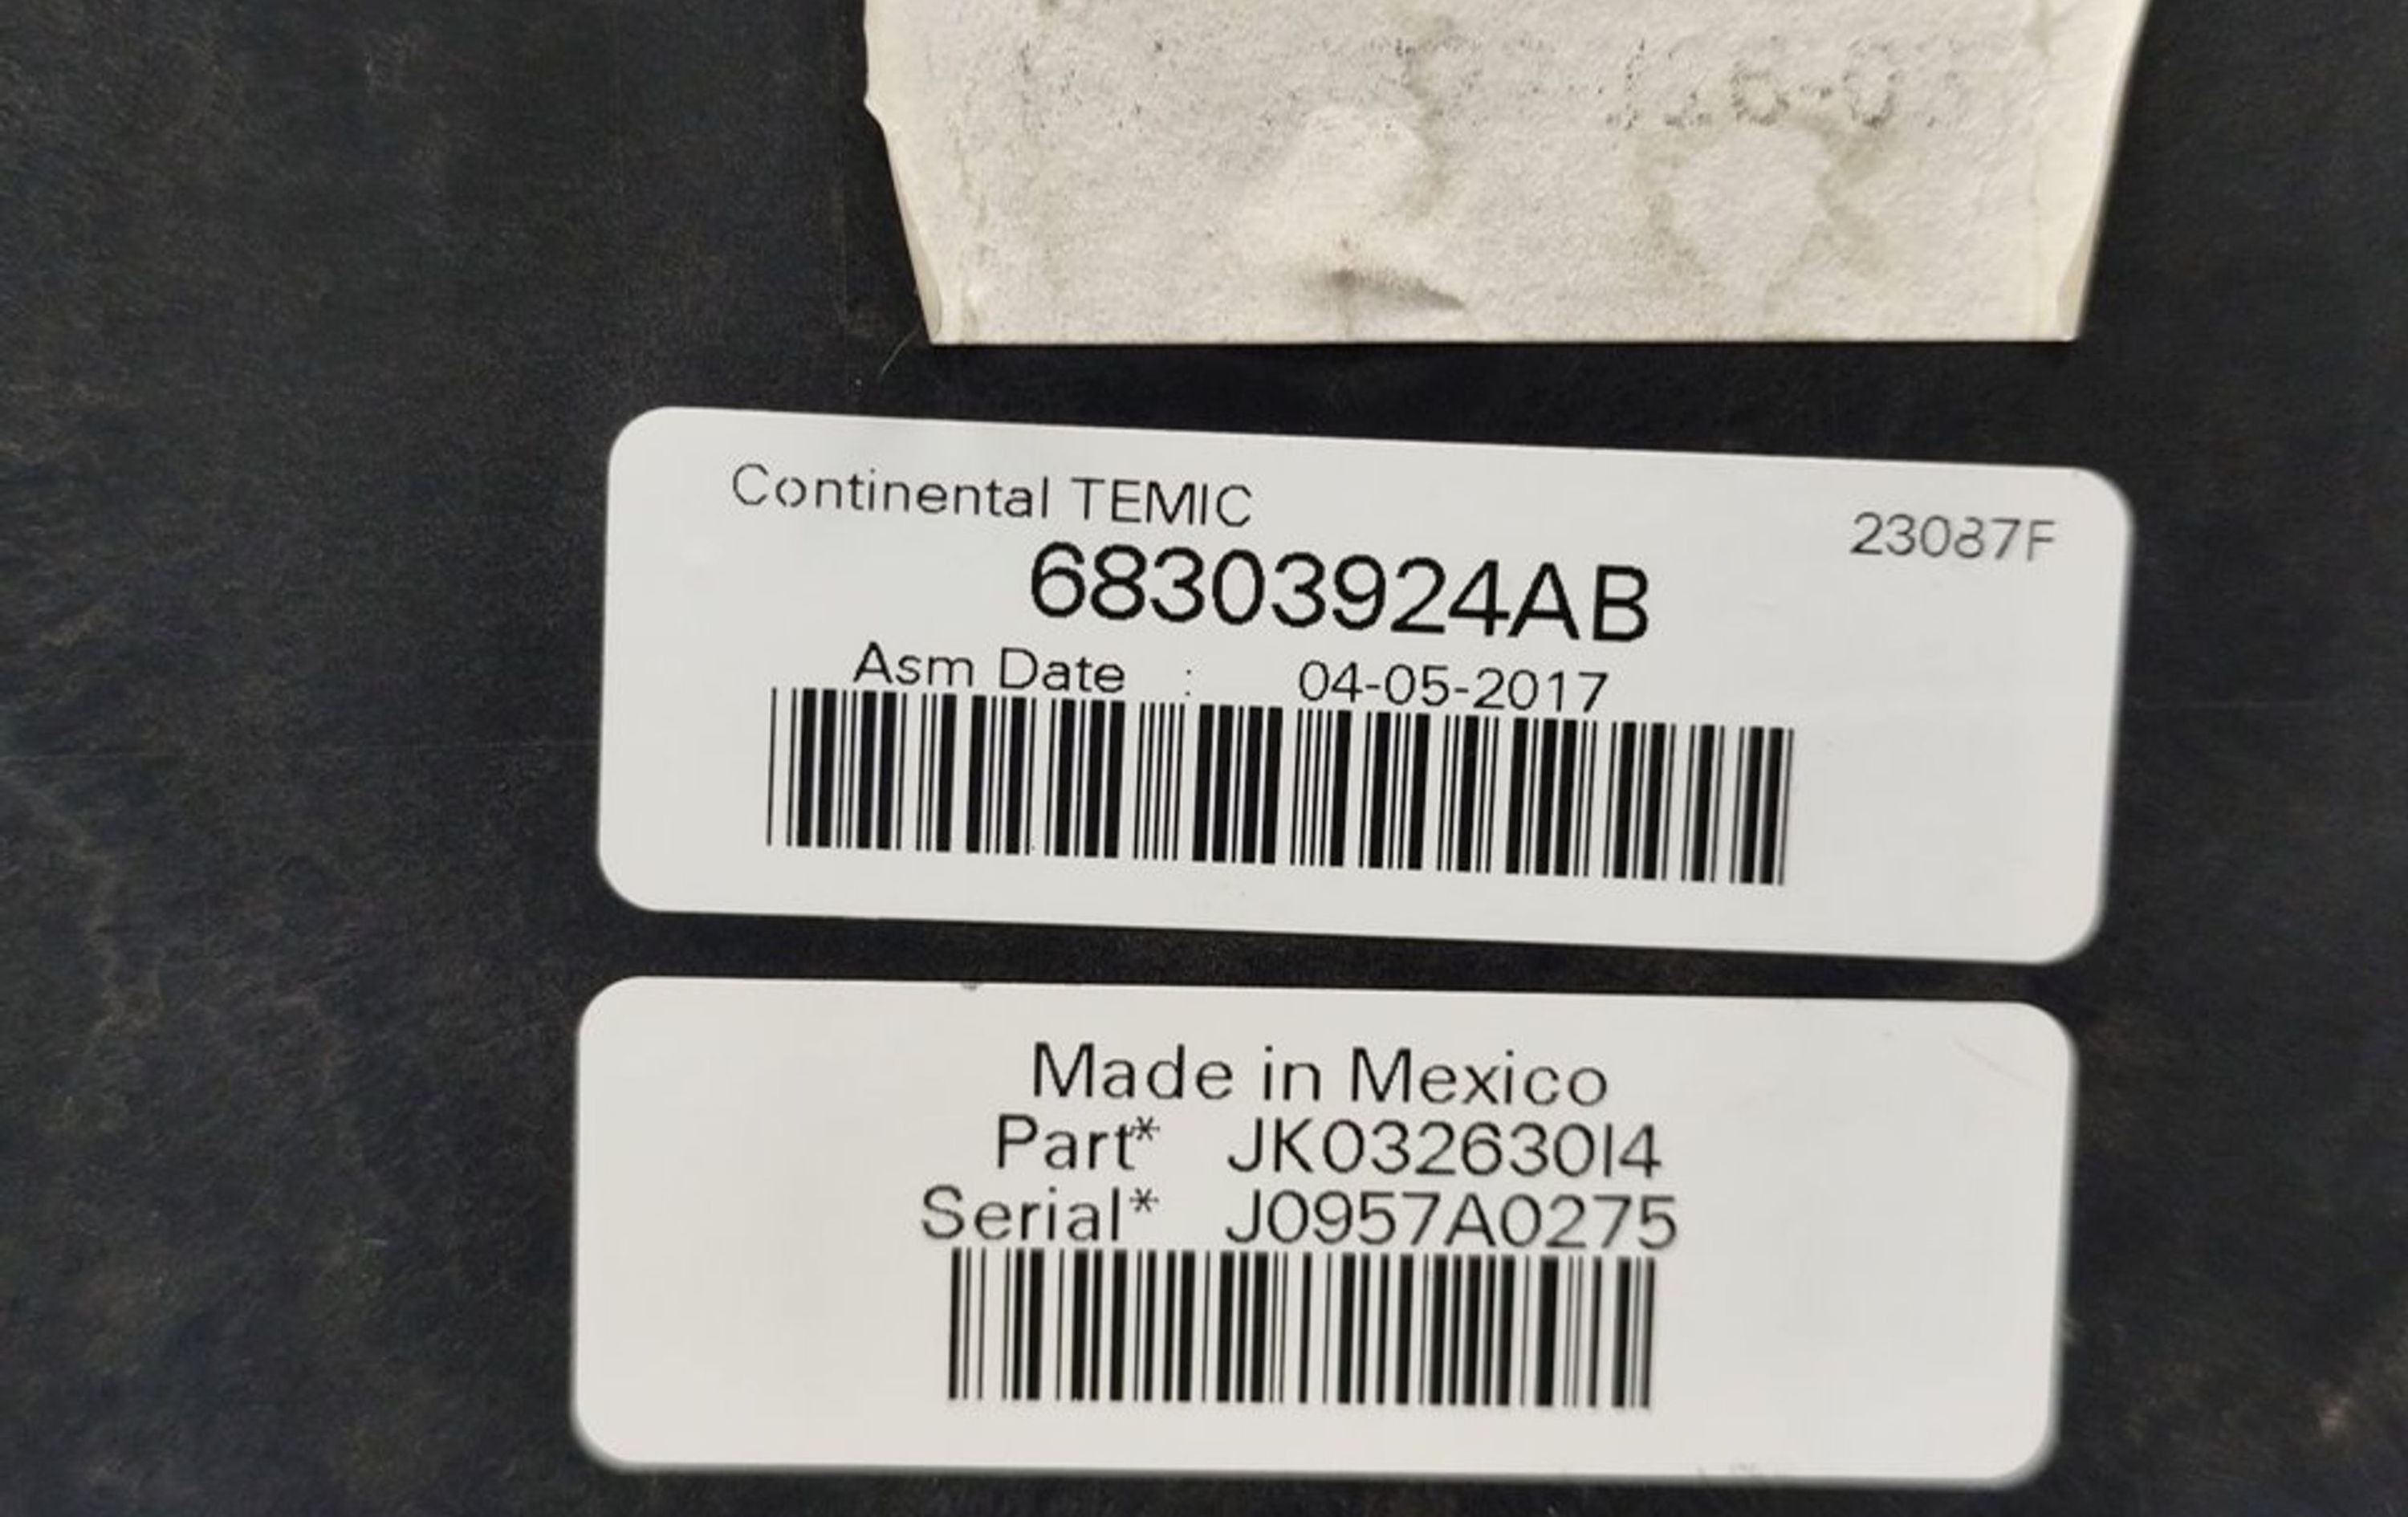 Continental TEMIC
23087F
68303924AB
Asm Date : 04-05-2017
Made in Mexico
Part* JK032630I4
Serial* J0957A0275